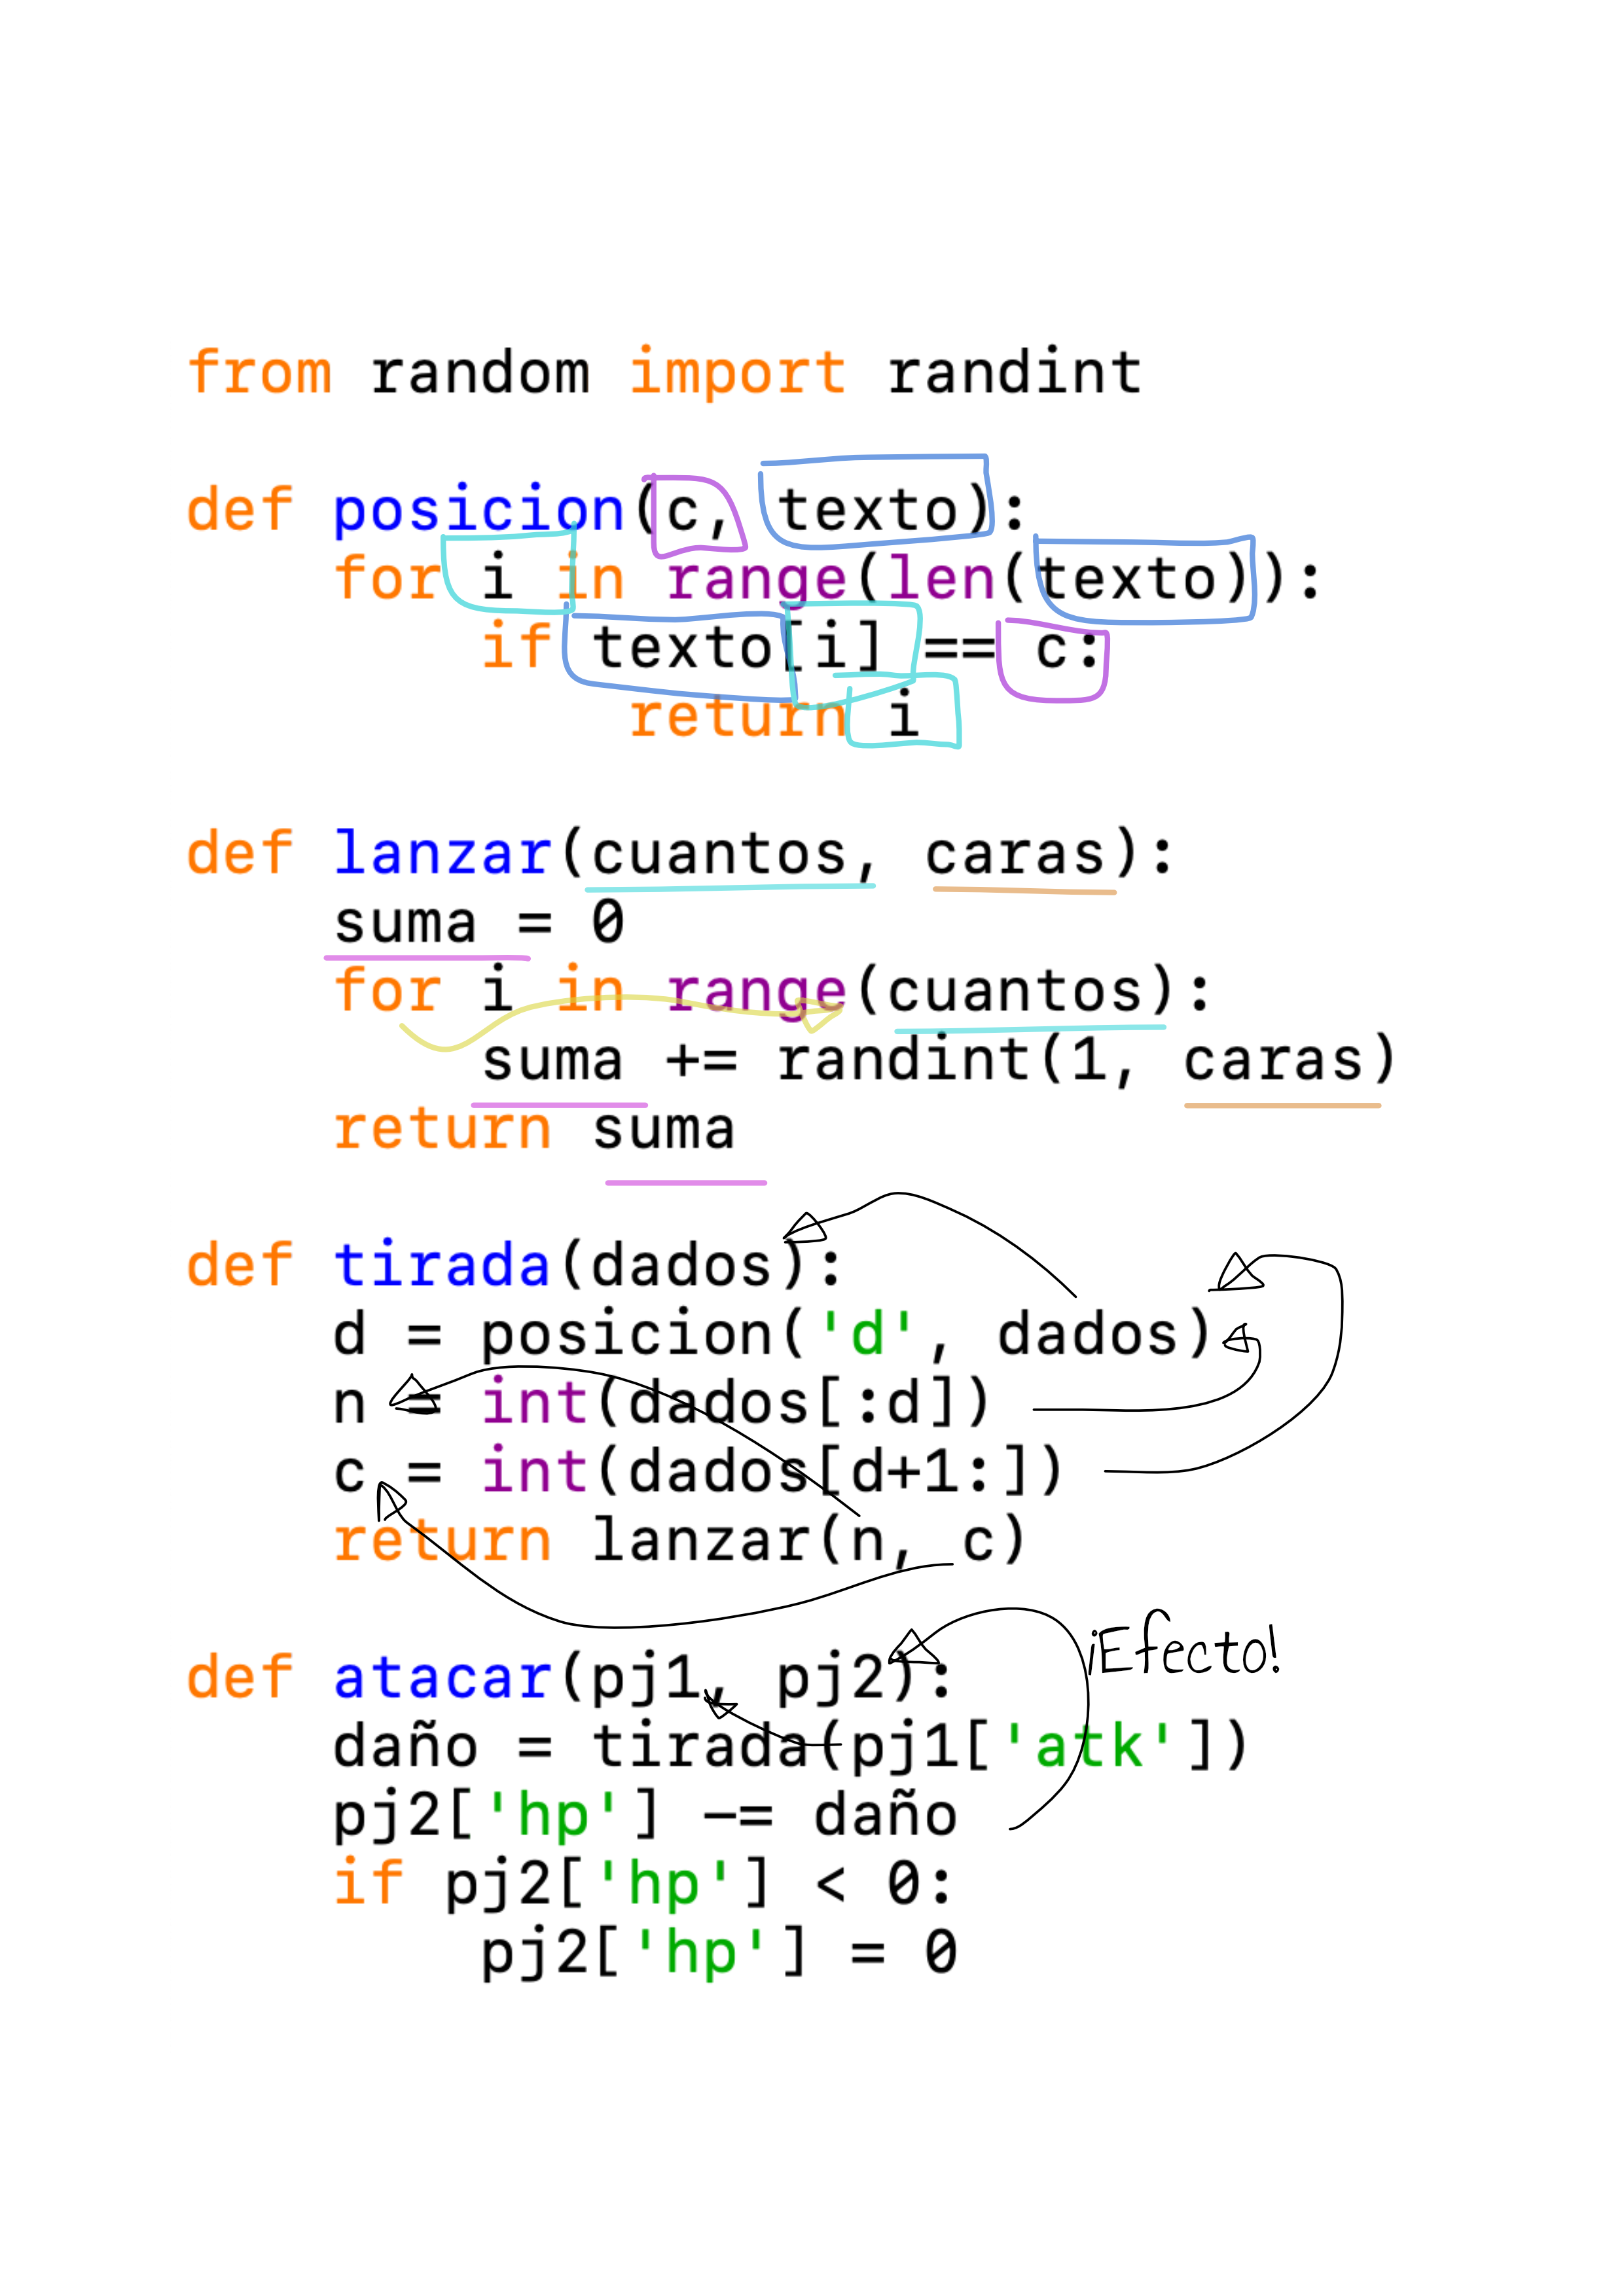 from random import randint
def posicion(c, texto):
    for i in range(len(texto)):
        if texto[i] == c:
            return i
def lanzar(cuantos, caras):
    suma = 0
    for i in range(cuantos):
        suma += randint(1, caras)
    return suma
def tirada(dados):
    d = posicion('d', dados)
    n = int(dados[:d])
    c = int(dados[d+1:])
    return lanzar(n, c)
¡Efecto!
def atacar(pj1, pj2):
    daño = tirada(pj1['atk'])
    pj2['hp'] -= daño
    if pj2['hp'] < 0:
        pj2['hp'] = 0